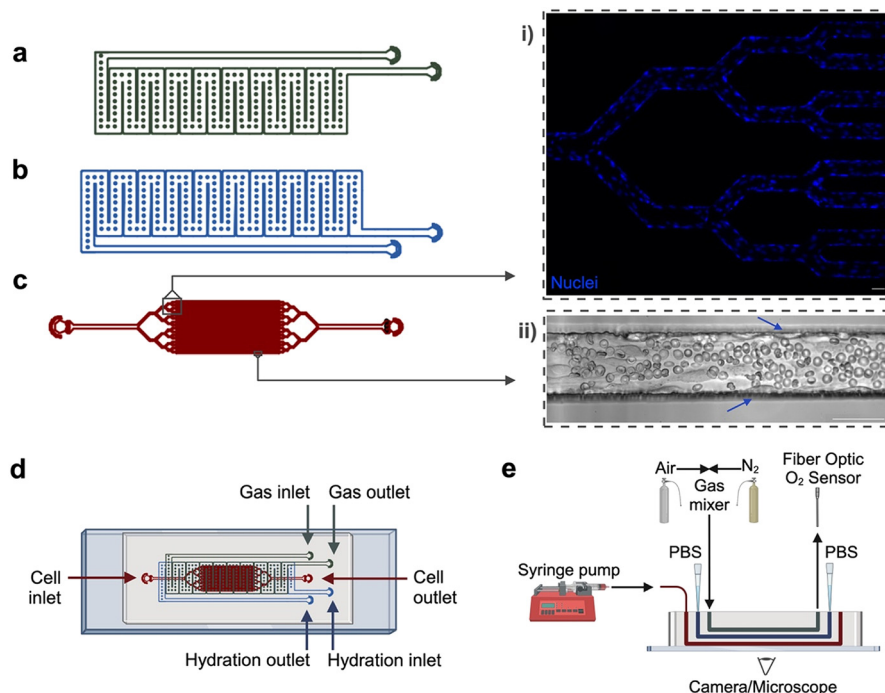 a
b
c
i)
Nuclei
ii)
d
Gas inlet
Gas outlet
Cell
inlet
Cell
outlet
Hydration outlet
Hydration inlet
e
Air
N2
Gas
mixer
Fiber Optic
O2 Sensor
PBS
PBS
Syringe pump
Camera/Microscope